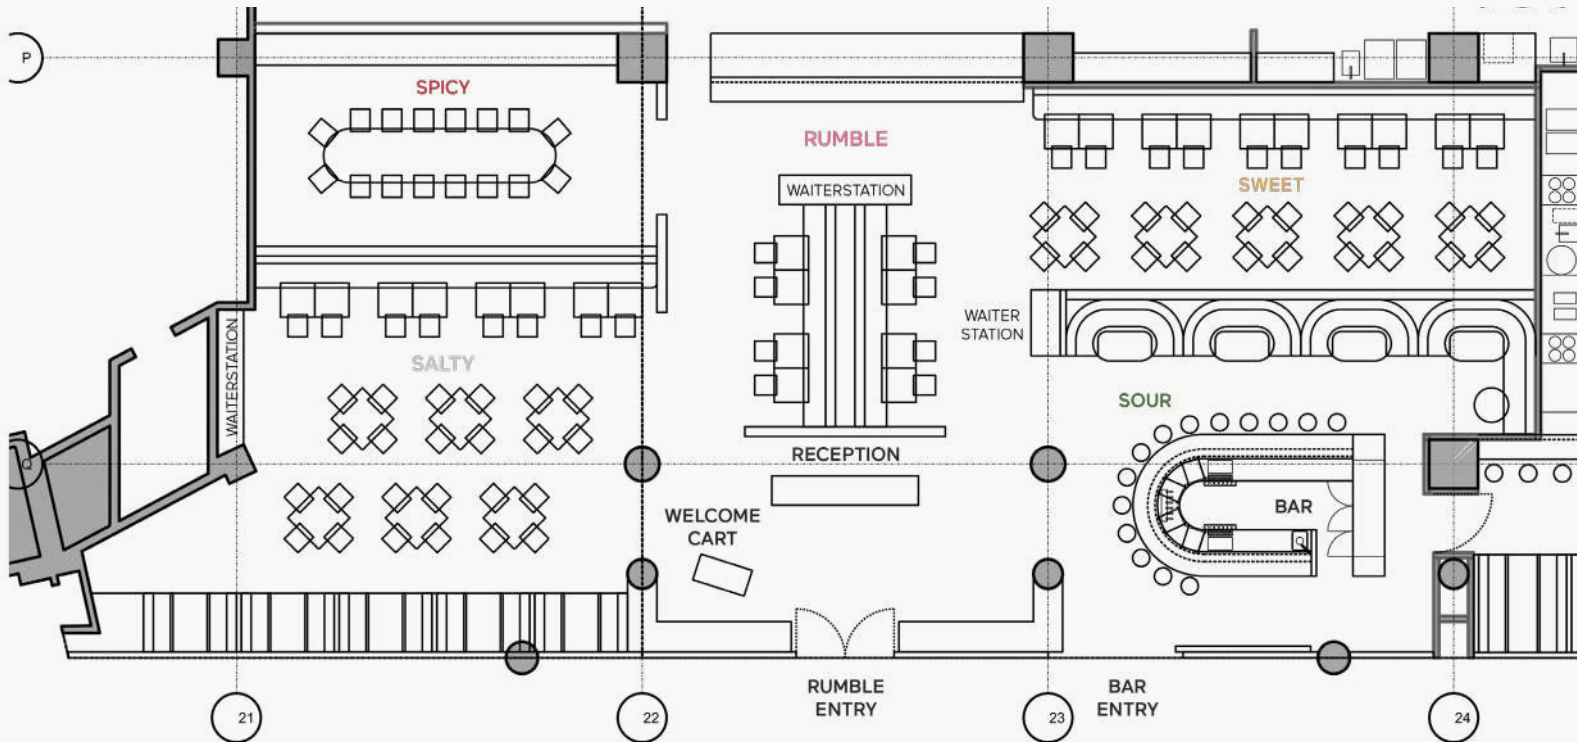 P
SPICY
RUMBLE
WAITERSTATION
SWEET
WAITER
STATION
WAITERSTATION
SALTY
SOUR
Q
RECEPTION
WELCOME
CART
BAR
RUMBLE
ENTRY
BAR
ENTRY
21
22
23
24